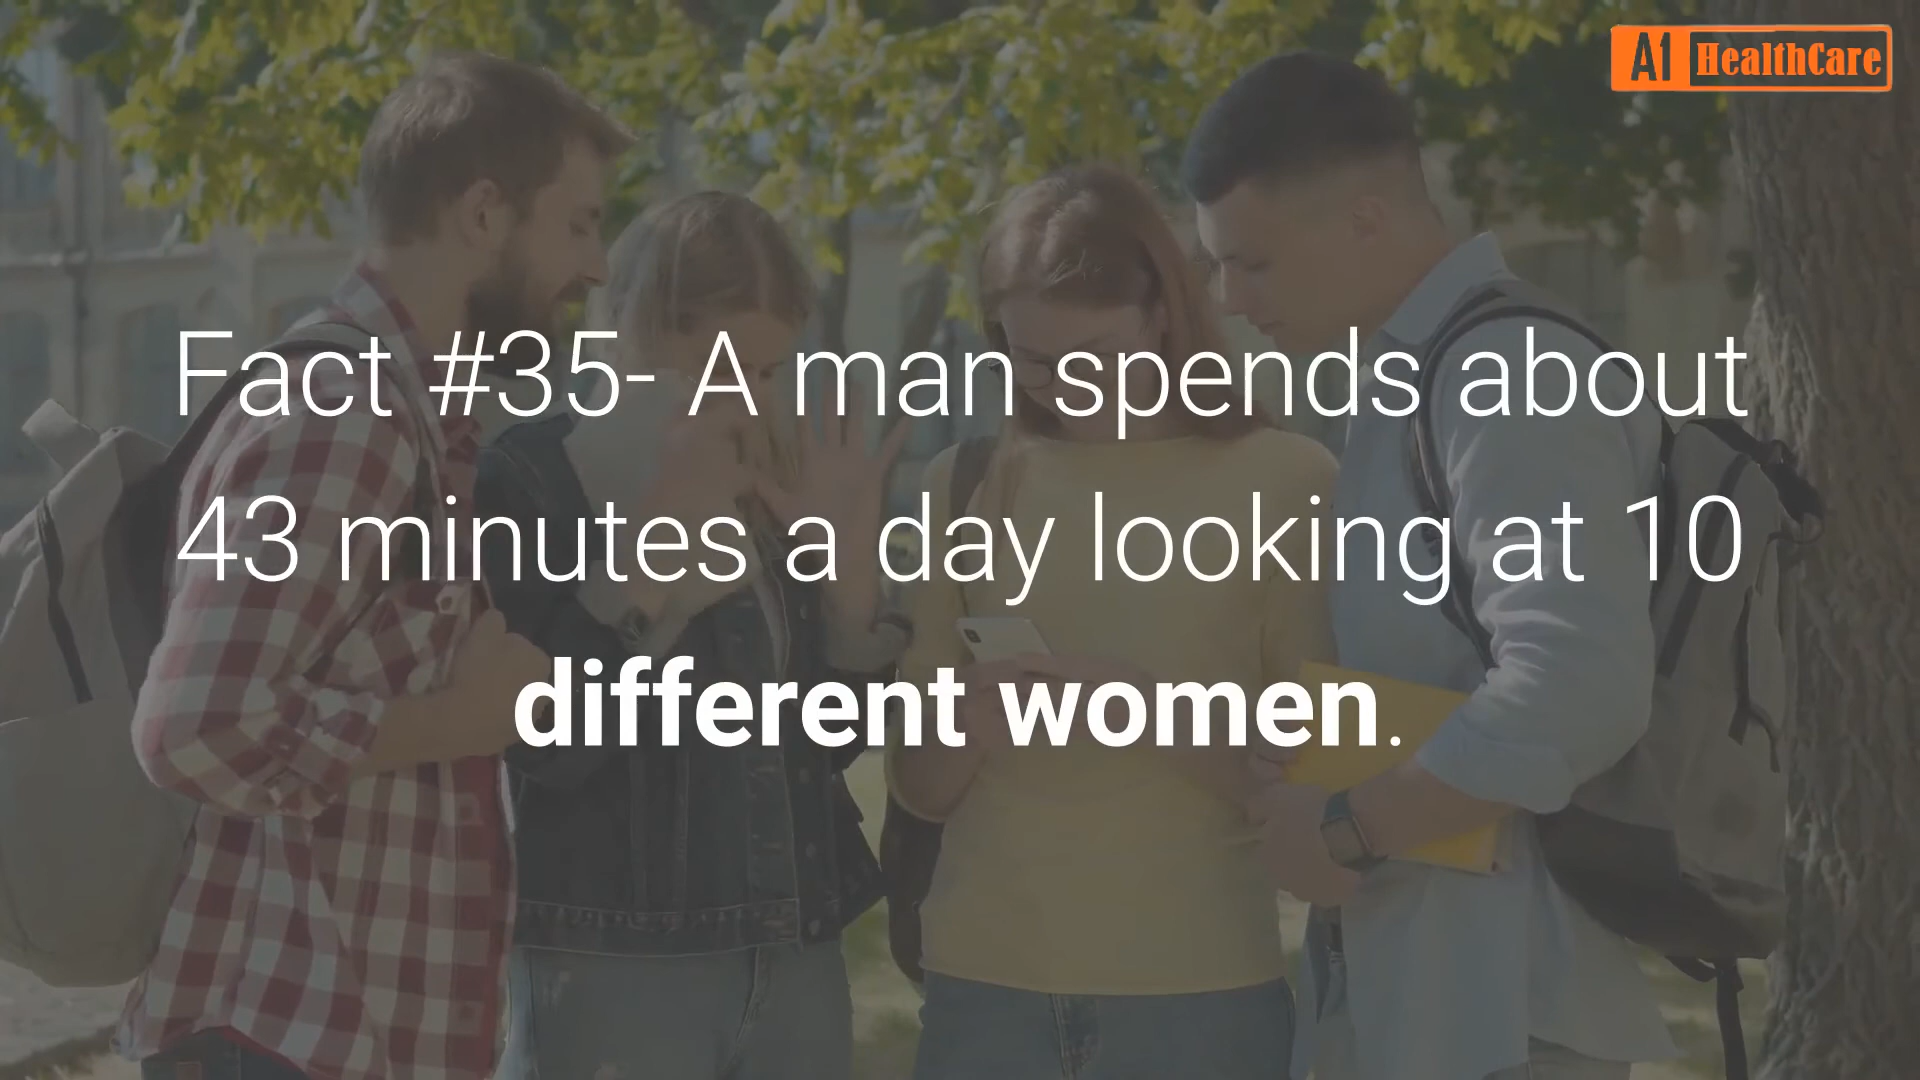 A1 HealthCare
Fact #35- A man spends about
43 minutes a day looking at 10
different women.